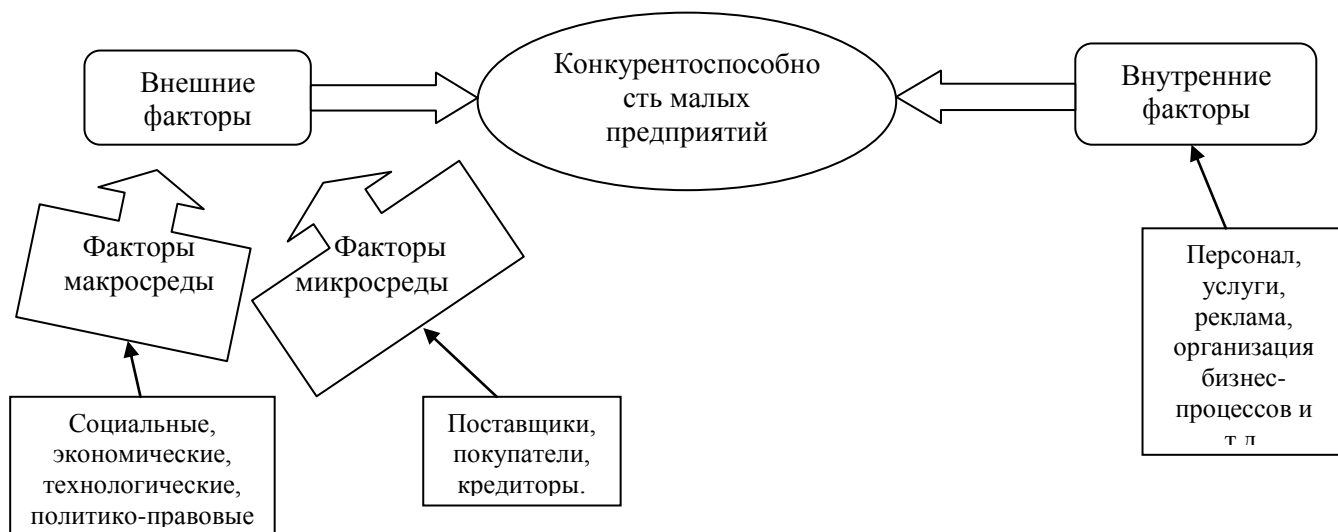 Внешние
факторы
Конкурентоспособно
сть малых
предприятий
Внутренние
факторы
Факторы
макросреды
Факторы
микросреды
Персонал,
услуги,
реклама,
организация
бизнес-
процессов и
т.д
Социальные,
экономические,
технологические,
политико-правовые
Поставщики,
покупатели,
кредиторы.